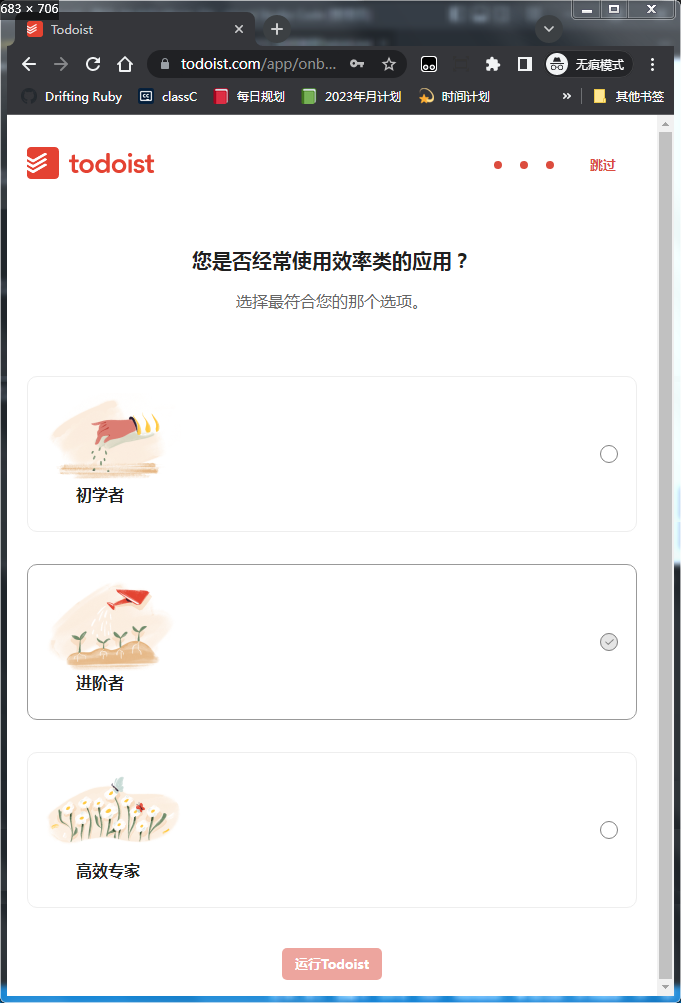 683 × 706
Todoist
todoist.com/app/onb...
无痕模式
Drifting Ruby
classC
每日规划
2023年月计划
时间计划
»
其他书签
todoist
跳过
您是否经常使用效率类的应用？
选择最符合您的那个选项。
初学者
进阶者
高效专家
运行Todoist